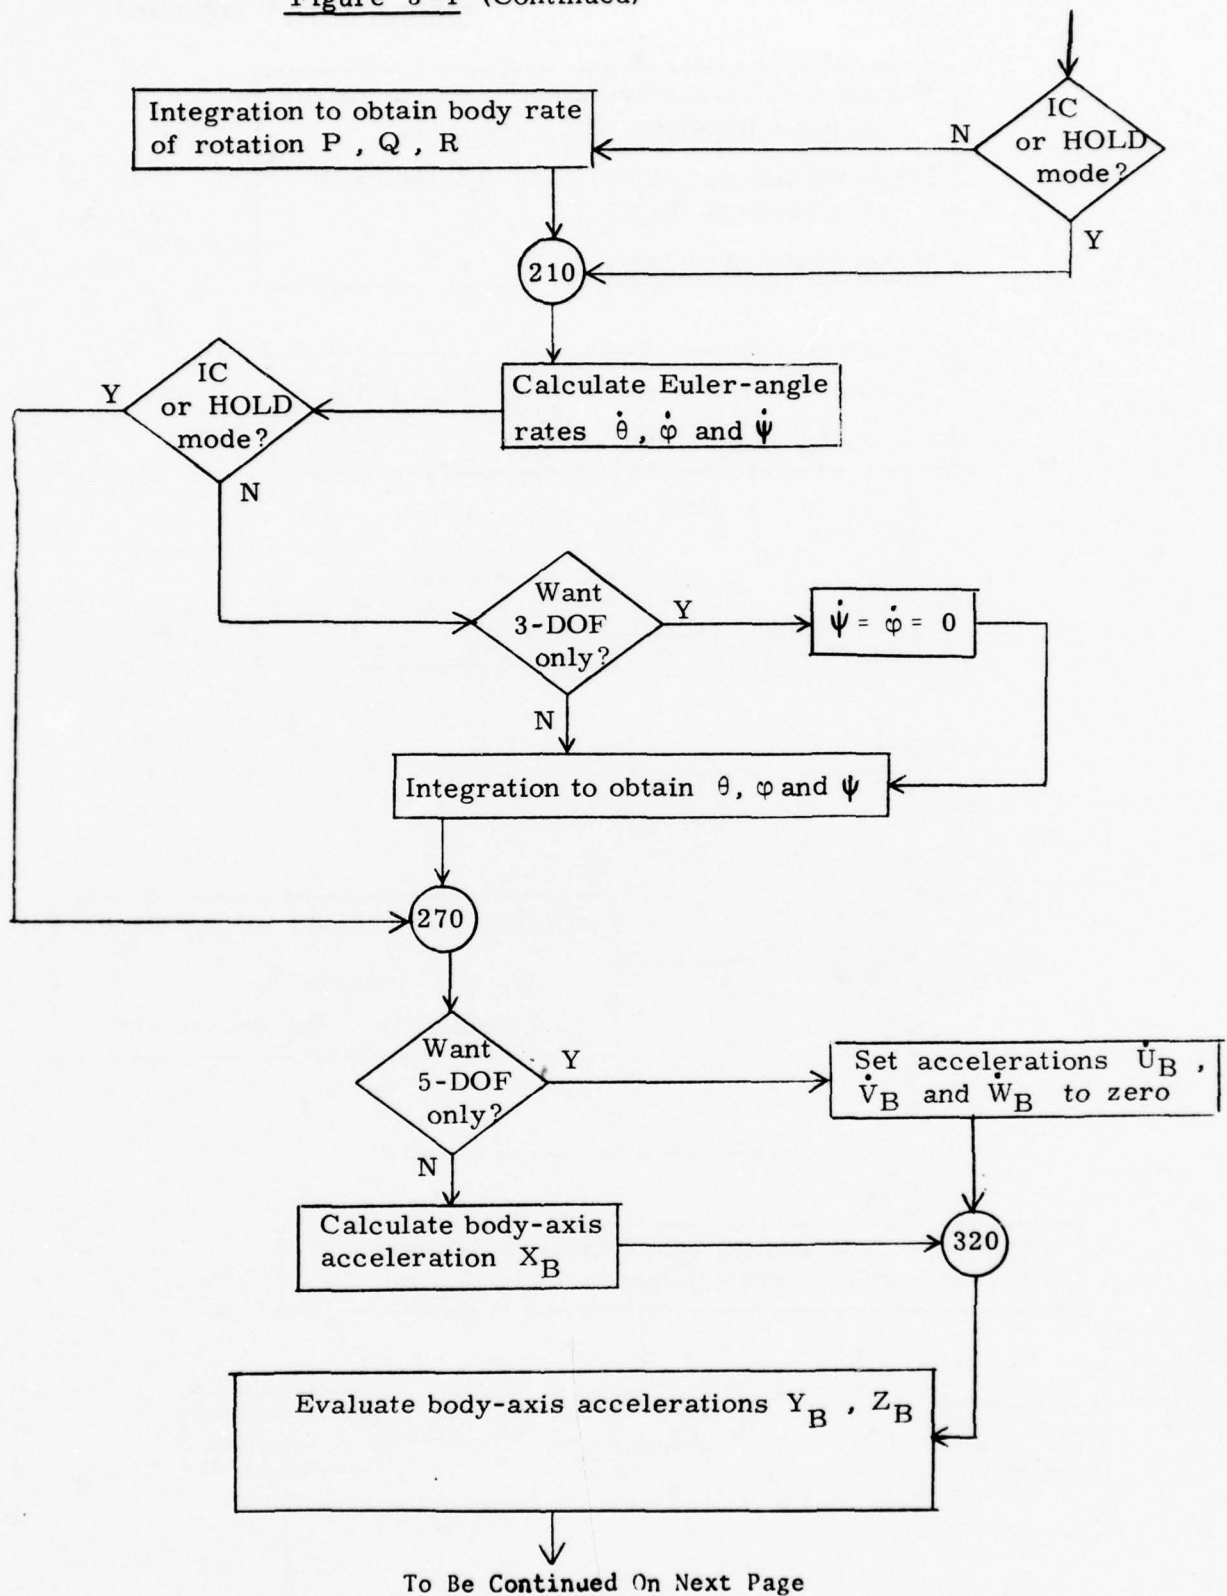 Figure 3-1 (Continued)
IC
or HOLD
mode?
N
Y
Integration to obtain body rate
of rotation P , Q , R
210
Calculate Euler-angle
rates θ̇ , φ̇ and ψ̇
IC
or HOLD
mode?
Y
N
Want
3-DOF
only?
Y
N
ψ̇ = φ̇ = 0
Integration to obtain θ, φ and ψ
270
Want
5-DOF
only?
Y
N
Set accelerations U̇B ,
V̇B and ẆB to zero
Calculate body-axis
acceleration XB
320
Evaluate body-axis accelerations YB , ZB
To Be Continued On Next Page